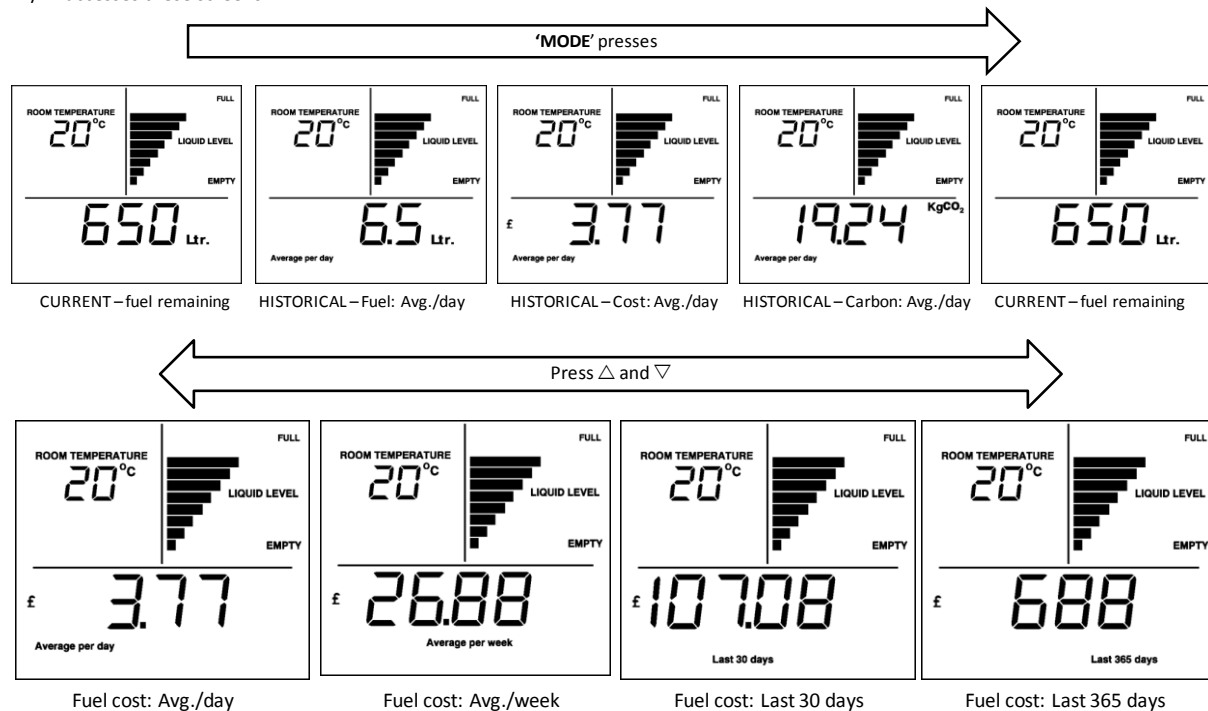 'MODE' presses
FULL
ROOM TEMPERATURE
20°C
LIQUID LEVEL
EMPTY
650 Ltr.
CURRENT – fuel remaining
FULL
ROOM TEMPERATURE
20°C
LIQUID LEVEL
EMPTY
6.5 Ltr.
Average per day
HISTORICAL – Fuel: Avg./day
FULL
ROOM TEMPERATURE
20°C
LIQUID LEVEL
EMPTY
£ 3.77
Average per day
HISTORICAL – Cost: Avg./day
FULL
ROOM TEMPERATURE
20°C
LIQUID LEVEL
EMPTY
19.24 KgCO₂
Average per day
HISTORICAL – Carbon: Avg./day
FULL
ROOM TEMPERATURE
20°C
LIQUID LEVEL
EMPTY
650 Ltr.
CURRENT – fuel remaining
Press △ and ▽
FULL
ROOM TEMPERATURE
20°C
LIQUID LEVEL
EMPTY
£ 3.77
Average per day
Fuel cost: Avg./day
FULL
ROOM TEMPERATURE
20°C
LIQUID LEVEL
EMPTY
£ 26.88
Average per week
Fuel cost: Avg./week
FULL
ROOM TEMPERATURE
20°C
LIQUID LEVEL
EMPTY
£ 107.08
Last 30 days
Fuel cost: Last 30 days
FULL
ROOM TEMPERATURE
20°C
LIQUID LEVEL
EMPTY
£ 688
Last 365 days
Fuel cost: Last 365 days